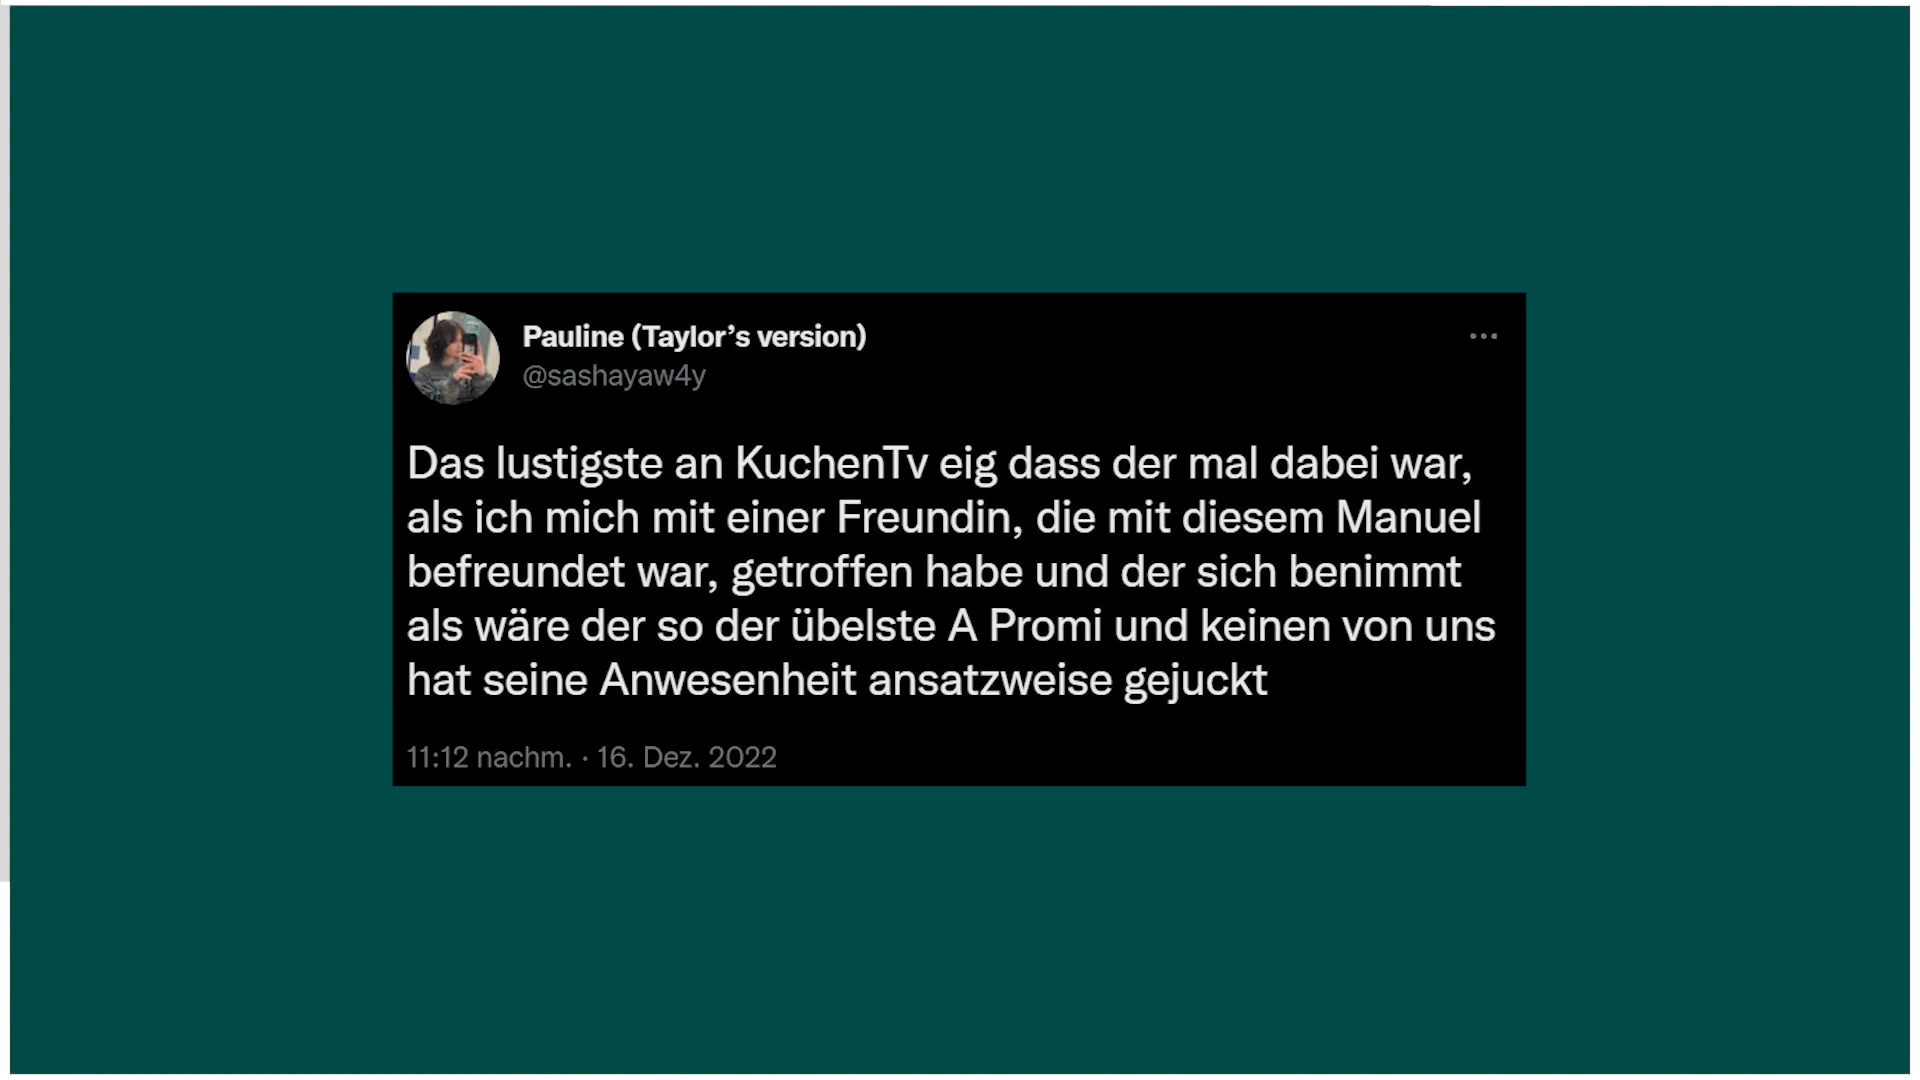 Pauline (Taylor’s version)
@sashayaw4y
Das lustigste an KuchenTv eig dass der mal dabei war,
als ich mich mit einer Freundin, die mit diesem Manuel
befreundet war, getroffen habe und der sich benimmt
als wäre der so der übelste A Promi und keinen von uns
hat seine Anwesenheit ansatzweise gejuckt
11:12 nachm. · 16. Dez. 2022